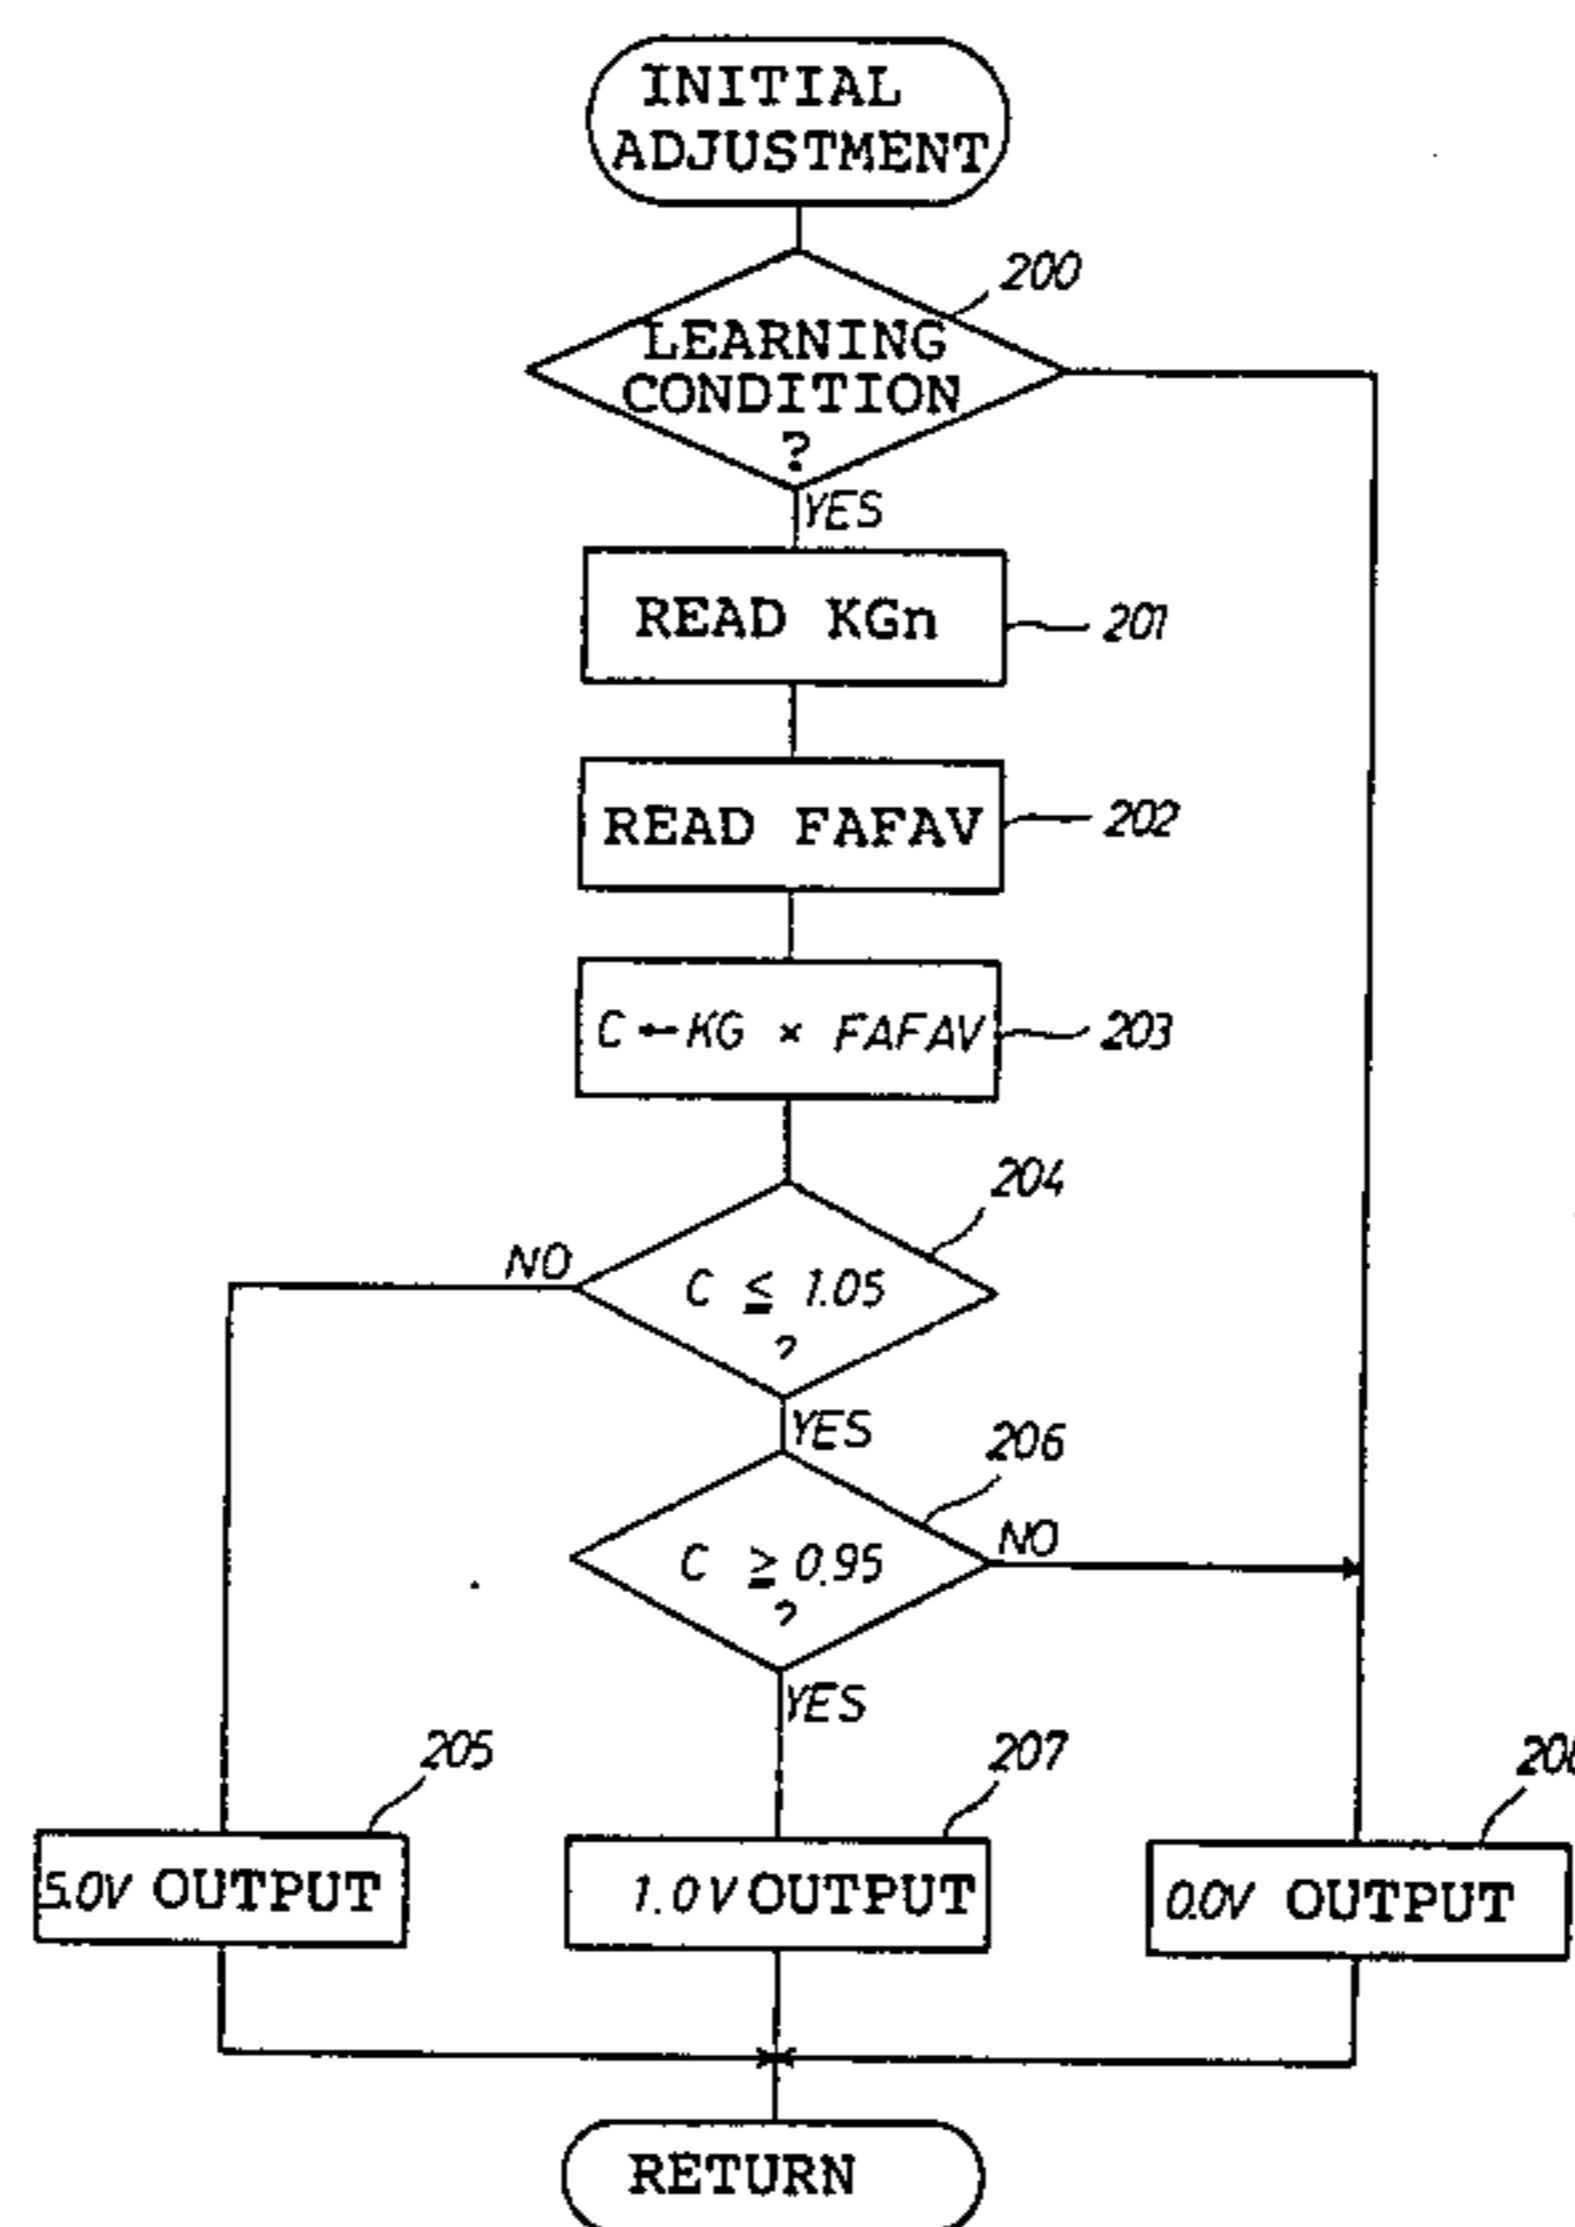 INITIAL
ADJUSTMENT
200
LEARNING
CONDITION
?
YES
READ KGn
201
READ FAFAV
202
C ← KG × FAFAV
203
204
NO
C ≤ 1.05
?
YES
206
C ≥ 0.95
?
NO
YES
205
207
5.0V OUTPUT
1.0V OUTPUT
0.0V OUTPUT
RETURN